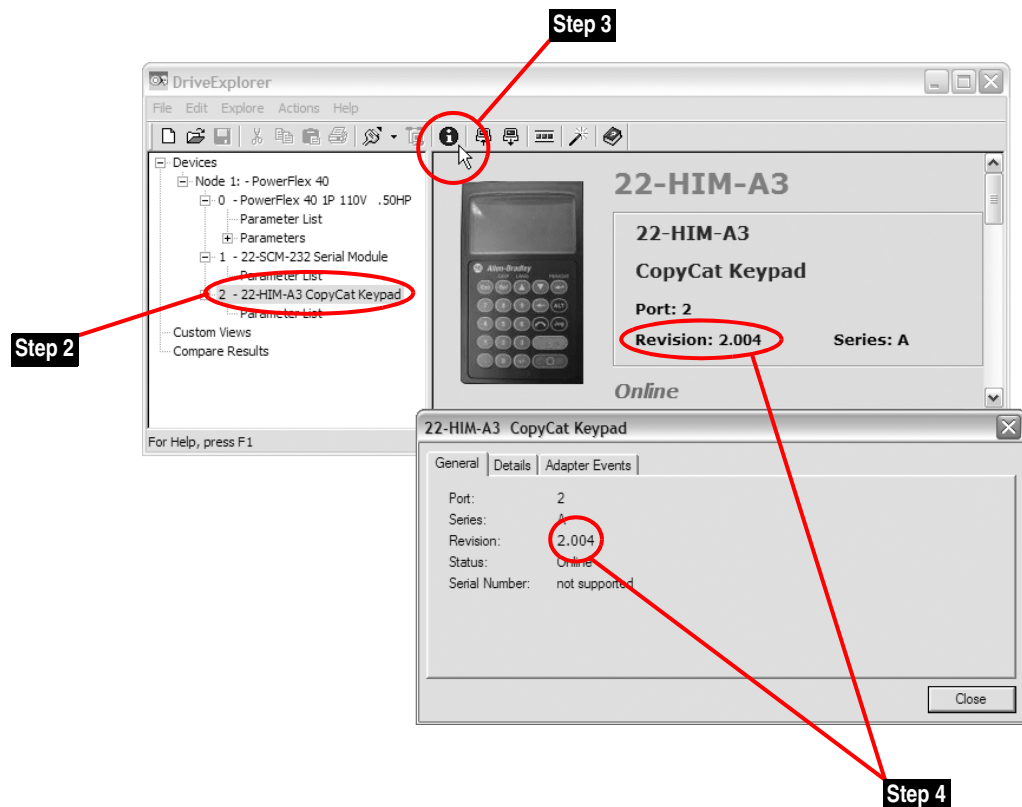 Step 3
DriveExplorer
File Edit Explore Actions Help
Devices
Node 1: - PowerFlex 40
0 - PowerFlex 40 1P 110V .50HP
Parameter List
Parameters
1 - 22-SCM-232 Serial Module
Parameter List
2 - 22-HIM-A3 CopyCat Keypad
Parameter List
Custom Views
Compare Results
Step 2
Allen-Bradley
22-HIM-A3
22-HIM-A3
CopyCat Keypad
Port: 2
Revision: 2.004 Series: A
Online
For Help, press F1
22-HIM-A3 CopyCat Keypad
General Details Adapter Events
Port: 2
Series: A
Revision: 2.004
Status: Online
Serial Number: not supported
Close
Step 4